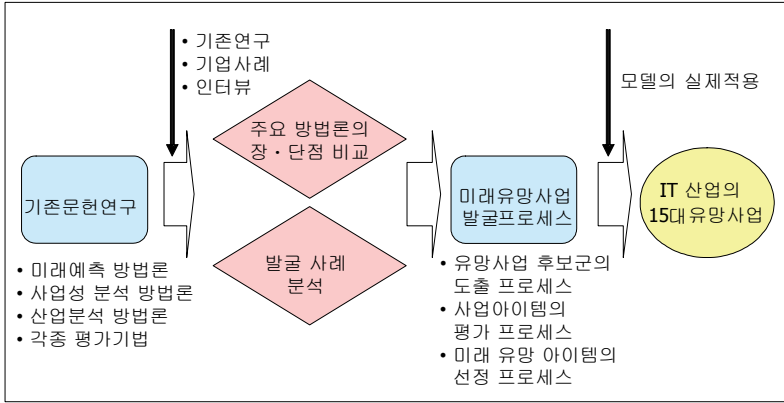 • 기존연구
• 기업사례
• 인터뷰
모델의 실제적용
주요 방법론의
장·단점 비교
기존문헌연구
미래유망사업
발굴프로세스
IT 산업의
15대유망사업
발굴 사례
분석
• 미래예측 방법론
• 사업성 분석 방법론
• 산업분석 방법론
• 각종 평가기법
• 유망사업 후보군의
도출 프로세스
• 사업아이템의
평가 프로세스
• 미래 유망 아이템의
선정 프로세스